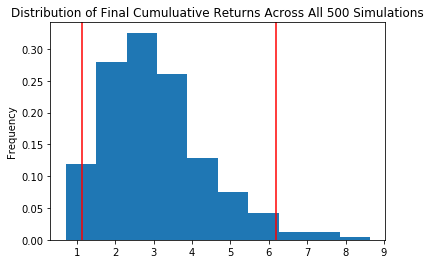 Distribution of Final Cumuluative Returns Across All 500 Simulations
Frequency
0.30
0.25
0.20
0.15
0.10
0.05
0.00
1 2 3 4 5 6 7 8 9